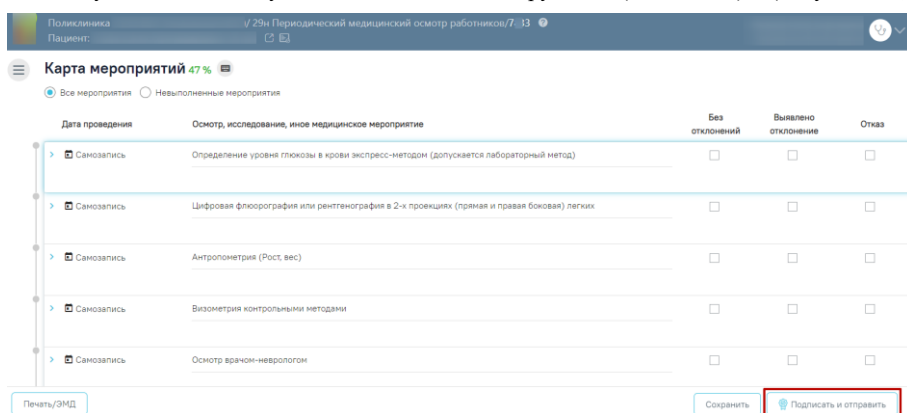 Поликлиника / 29н Периодический медицинский осмотр работников/7 13
Пациент:
Карта мероприятий 47 %
Все мероприятия Невыполненные мероприятия
Дата проведения Осмотр, исследование, иное медицинское мероприятие Без отклонений Выявлено отклонение Отказ
Самозапись Определение уровня глюкозы в крови экспресс-методом (допускается лабораторный метод)
Самозапись Цифровая флюорография или рентгенография в 2-х проекциях (прямая и правая боковая) легких
Самозапись Антропометрия (Рост, вес)
Самозапись Визометрия контрольными методами
Самозапись Осмотр врачом-неврологом
Печать/ЭМД Сохранить Подписать и отправить